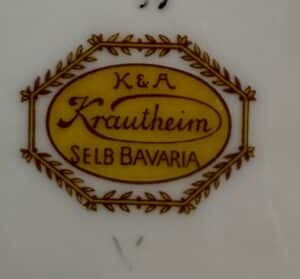 K & A
Krautheim
SELB BAVARIA